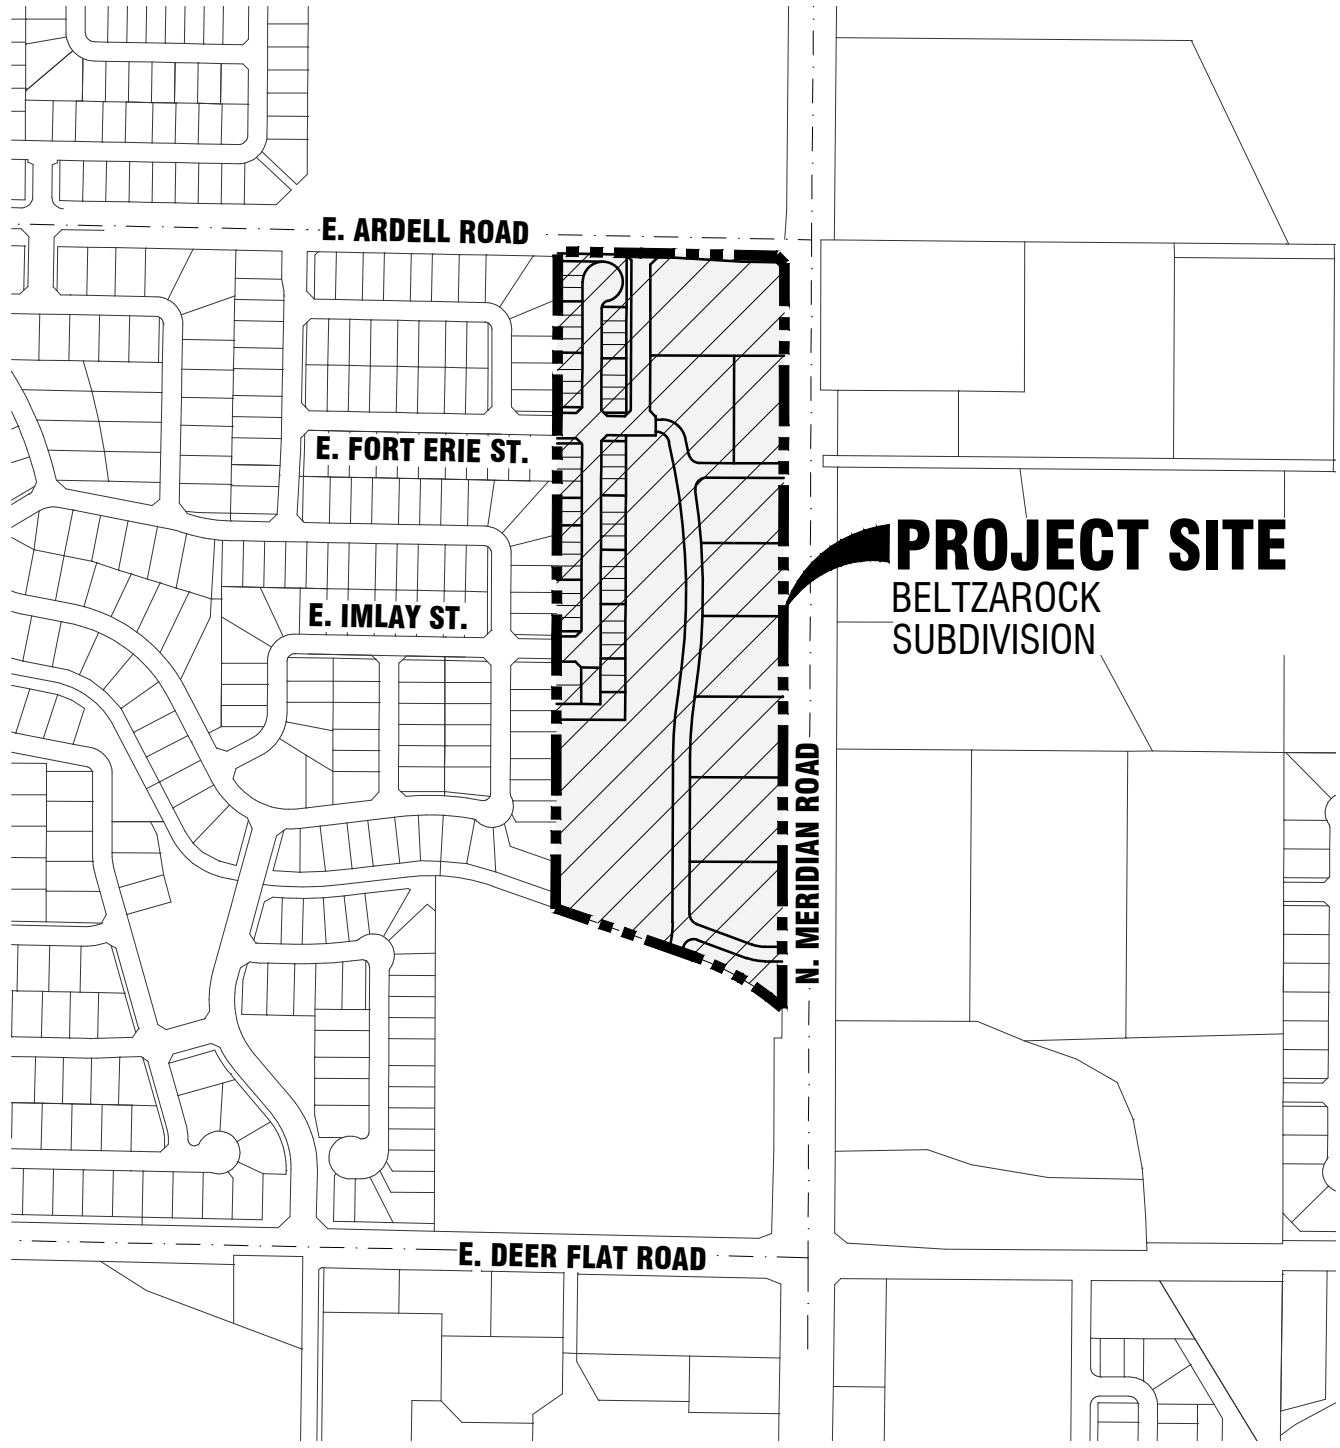 E. ARDELL ROAD
E. FORT ERIE ST.
PROJECT SITE
BELTZAROCK
SUBDIVISION
E. IMLAY ST.
N. MERIDIAN ROAD
E. DEER FLAT ROAD